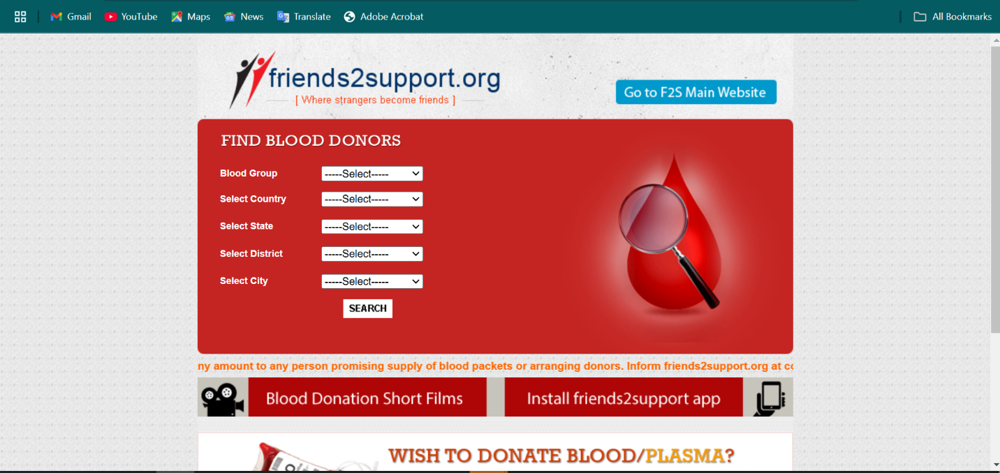 Gmail YouTube Maps News Translate Adobe Acrobat All Bookmarks
friends2support.org
[ Where strangers become friends ]
Go to F2S Main Website
FIND BLOOD DONORS
Blood Group -----Select-----
Select Country -----Select-----
Select State -----Select-----
Select District -----Select-----
Select City -----Select-----
SEARCH
ny amount to any person promising supply of blood packets or arranging donors. Inform friends2support.org at
Blood Donation Short Films Install friends2support app
WISH TO DONATE BLOOD/PLASMA?